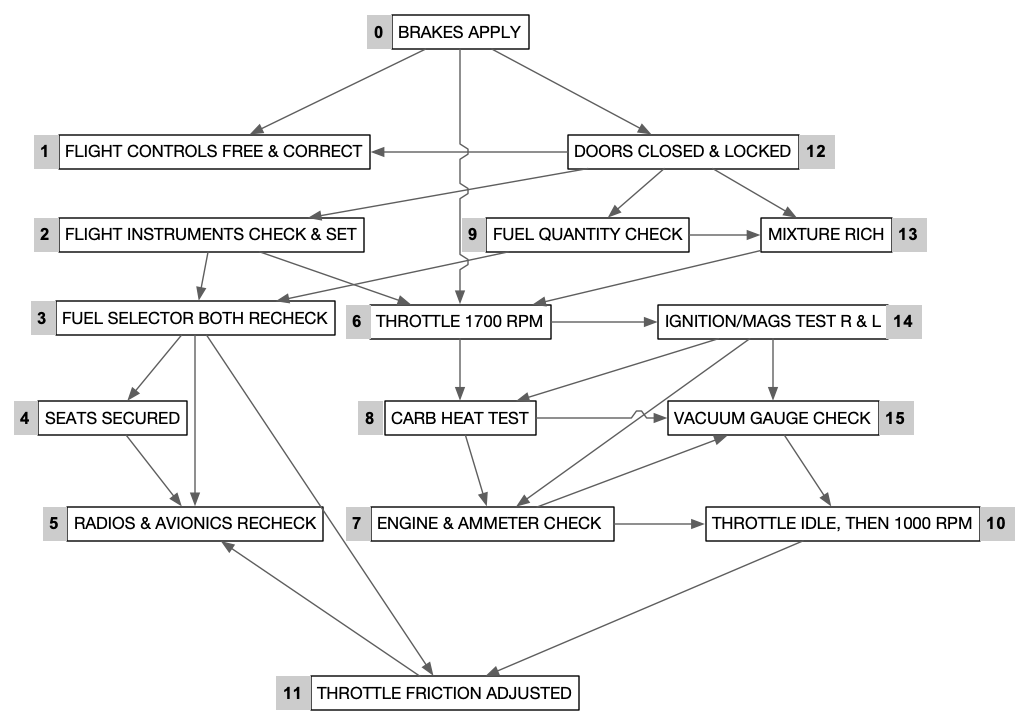 0 BRAKES APPLY
1 FLIGHT CONTROLS FREE & CORRECT
DOORS CLOSED & LOCKED 12
2 FLIGHT INSTRUMENTS CHECK & SET
9 FUEL QUANTITY CHECK
MIXTURE RICH 13
3 FUEL SELECTOR BOTH RECHECK
6 THROTTLE 1700 RPM
IGNITION/MAGS TEST R & L 14
4 SEATS SECURED
8 CARB HEAT TEST
VACUUM GAUGE CHECK 15
5 RADIOS & AVIONICS RECHECK
7 ENGINE & AMMETER CHECK
THROTTLE IDLE, THEN 1000 RPM 10
11 THROTTLE FRICTION ADJUSTED